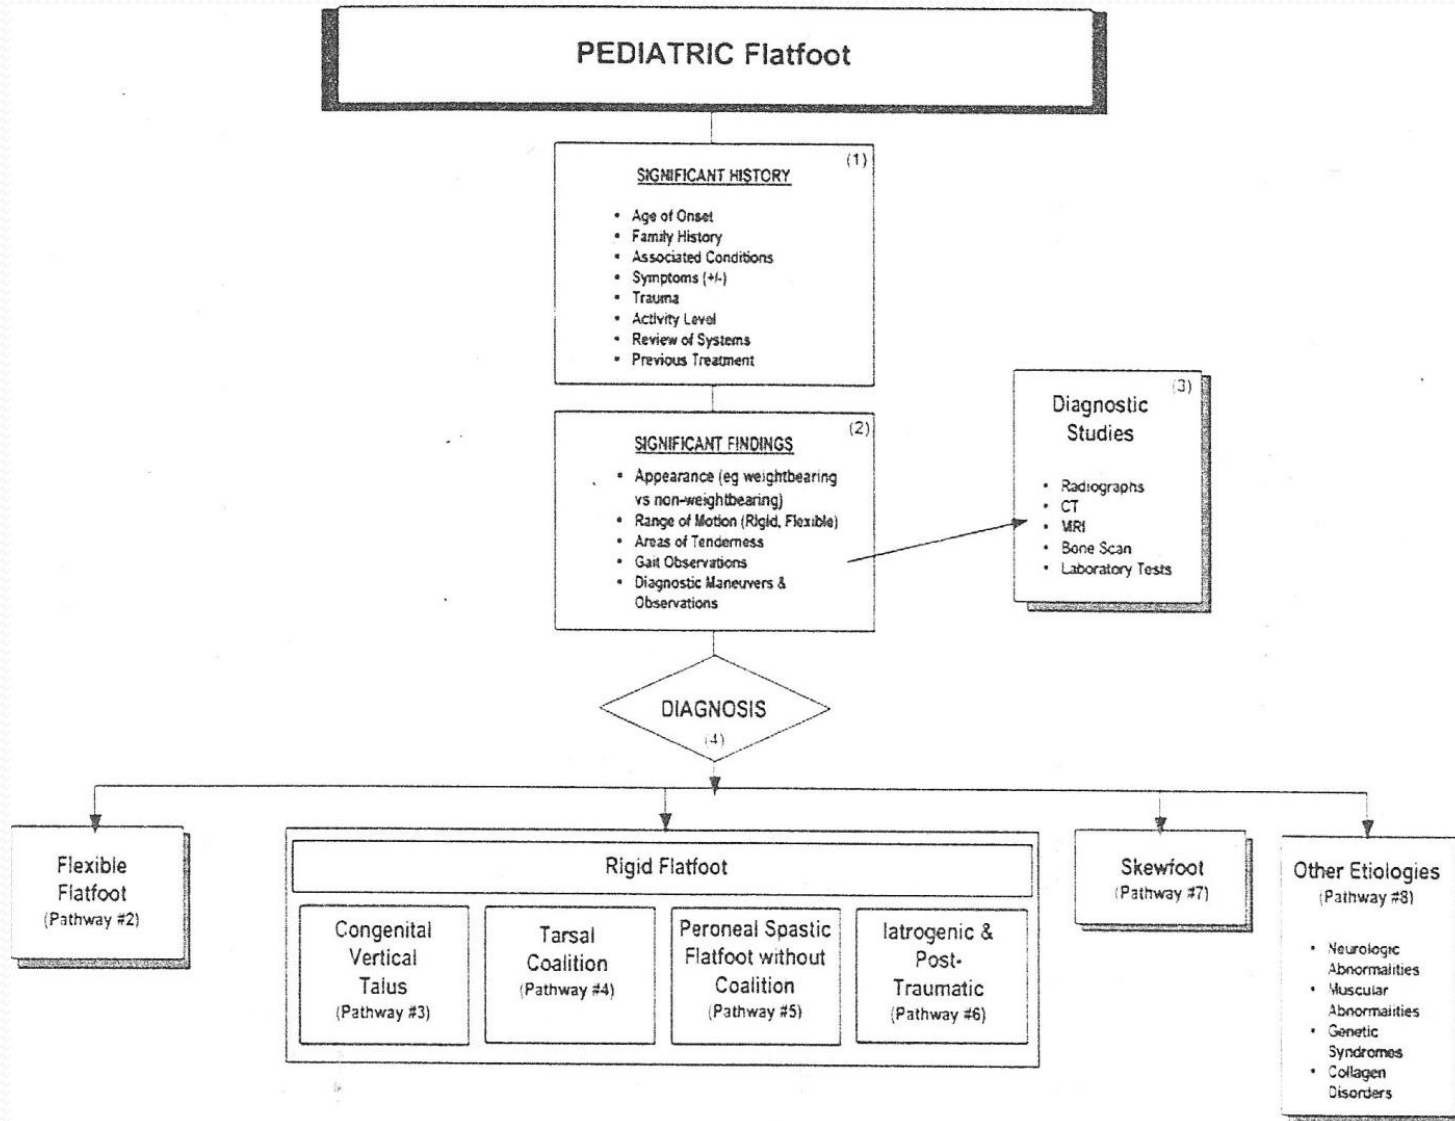 PEDIATRIC Flatfoot
(1)
SIGNIFICANT HISTORY
• Age of Onset
• Family History
• Associated Conditions
• Symptoms (+/-)
• Trauma
• Activity Level
• Review of Systems
• Previous Treatment
(2)
SIGNIFICANT FINDINGS
• Appearance (eg weightbearing
vs non-weightbearing)
• Range of Motion (Rigid, Flexible)
• Areas of Tenderness
• Gait Observations
• Diagnostic Maneuvers &
Observations
(3)
Diagnostic
Studies
• Radiographs
• CT
• MRI
• Bone Scan
• Laboratory Tests
DIAGNOSIS
(4)
Flexible
Flatfoot
(Pathway #2)
Rigid Flatfoot
Congenital
Vertical
Talus
(Pathway #3)
Tarsal
Coalition
(Pathway #4)
Peroneal Spastic
Flatfoot without
Coalition
(Pathway #5)
Iatrogenic &
Post-
Traumatic
(Pathway #6)
Skewfoot
(Pathway #7)
Other Etiologies
(Pathway #8)
• Neurologic
Abnormalities
• Muscular
Abnormalities
• Genetic
Syndromes
• Collagen
Disorders